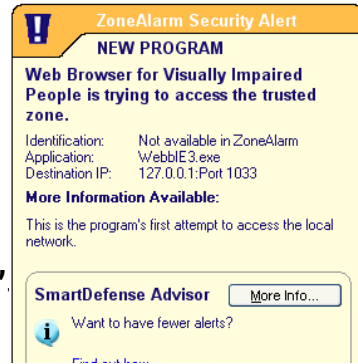 ZoneAlarm Security Alert
NEW PROGRAM
Web Browser for Visually Impaired
People is trying to access the trusted
zone.
Identification: Not available in ZoneAlarm
Application: WebbIE3.exe
Destination IP: 127.0.0.1:Port 1033
More Information Available:
This is the program's first attempt to access the local
network.
SmartDefense Advisor More Info...
Want to have fewer alerts?